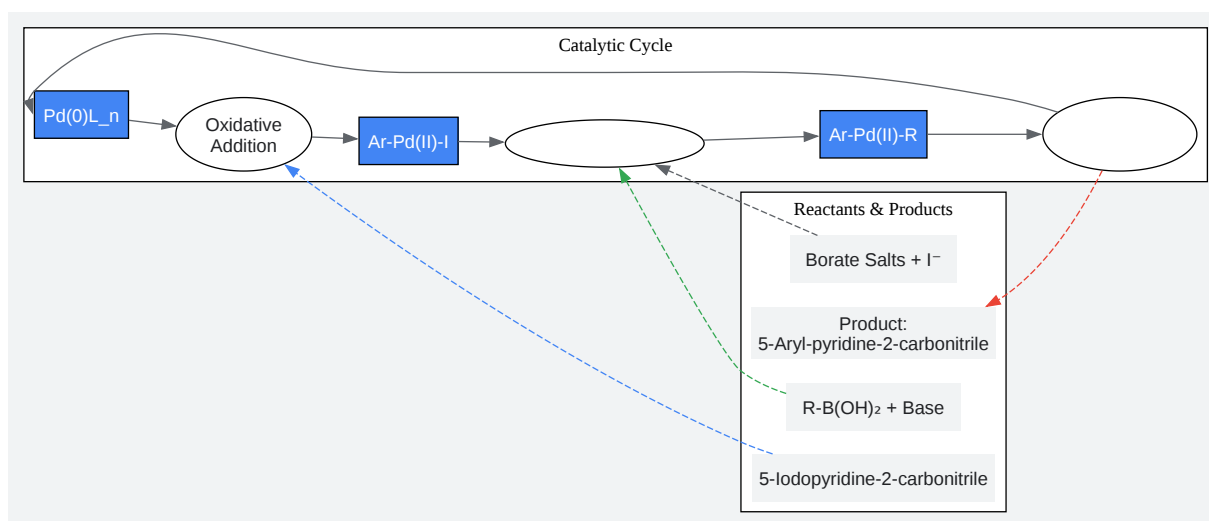 Catalytic Cycle
Pd(0)L_n
Oxidative
Addition
Ar-Pd(II)-I
Ar-Pd(II)-R
Reactants & Products
Borate Salts + I⁻
Product:
5-Aryl-pyridine-2-carbonitrile
R-B(OH)₂ + Base
5-Iodopyridine-2-carbonitrile